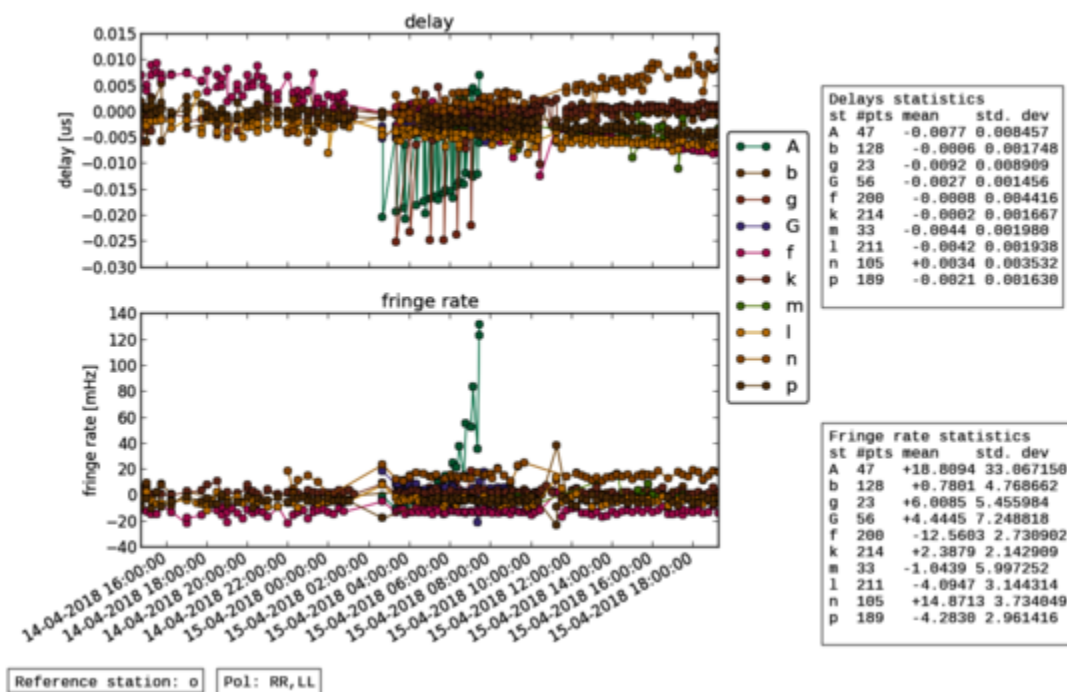 delay
0.015
0.010
0.005
0.000
−0.005
−0.010
−0.015
−0.020
−0.025
−0.030
delay [us]
fringe rate
140
120
100
80
60
40
20
0
−20
−40
fringe rate [mHz]
14-04-2018 16:00:00
14-04-2018 18:00:00
14-04-2018 20:00:00
14-04-2018 22:00:00
15-04-2018 00:00:00
15-04-2018 02:00:00
15-04-2018 04:00:00
15-04-2018 06:00:00
15-04-2018 08:00:00
15-04-2018 10:00:00
15-04-2018 12:00:00
15-04-2018 14:00:00
15-04-2018 16:00:00
15-04-2018 18:00:00
A
b
g
G
f
k
m
l
n
p
Delays statistics
st #pts mean std. dev
A 47 -0.0077 0.008457
b 128 -0.0006 0.001748
g 23 -0.0092 0.008909
G 56 -0.0027 0.001456
f 200 -0.0008 0.004416
k 214 -0.0002 0.001667
m 33 -0.0044 0.001980
l 211 -0.0042 0.001938
n 105 +0.0034 0.003532
p 189 -0.0021 0.001630
Fringe rate statistics
st #pts mean std. dev
A 47 +18.8094 33.067150
b 128 +0.7801 4.768662
g 23 +6.0085 5.455984
G 56 +4.4445 7.248818
f 200 -12.5603 2.730902
k 214 +2.3879 2.142909
m 33 -1.0439 5.997252
l 211 -4.0947 3.144314
n 105 +14.8713 3.734049
p 189 -4.2830 2.961416
Reference station: o
Pol: RR,LL